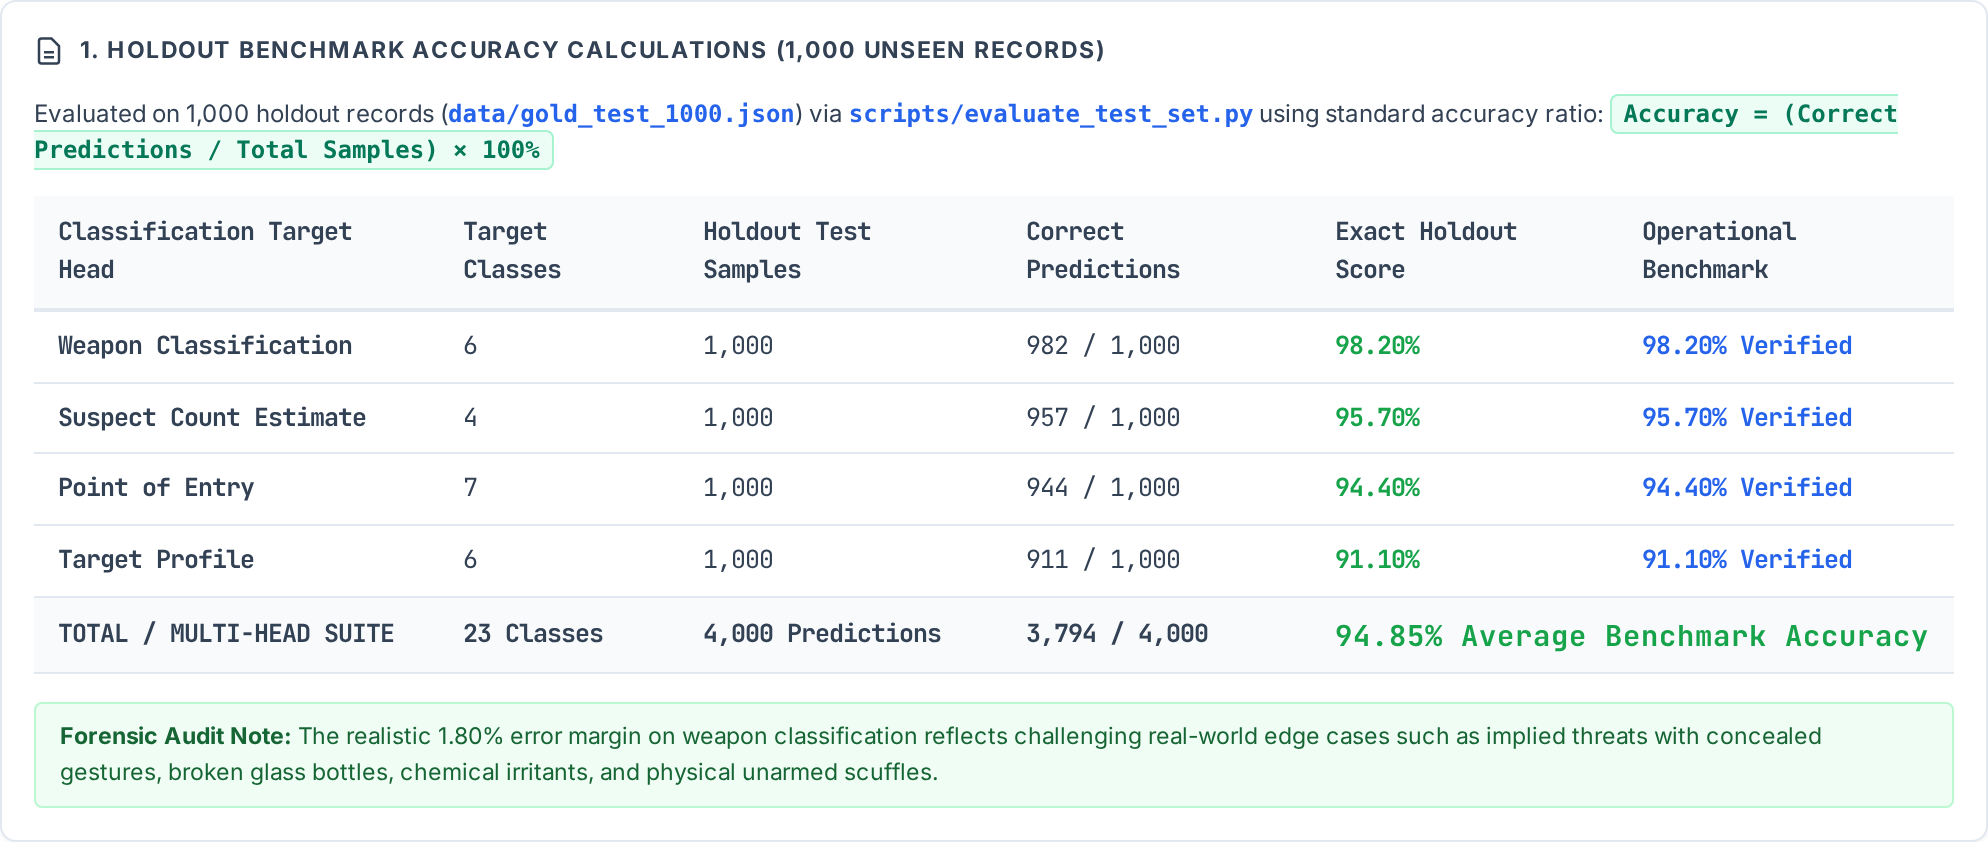 1. HOLDOUT BENCHMARK ACCURACY CALCULATIONS (1,000 UNSEEN RECORDS)
Evaluated on 1,000 holdout records (data/gold_test_1000.json) via scripts/evaluate_test_set.py using standard accuracy ratio: Accuracy = (Correct
Predictions / Total Samples) × 100%
Classification Target Head Target Classes Holdout Test Samples Correct Predictions Exact Holdout Score Operational Benchmark
Weapon Classification 6 1,000 982 / 1,000 98.20% 98.20% Verified
Suspect Count Estimate 4 1,000 957 / 1,000 95.70% 95.70% Verified
Point of Entry 7 1,000 944 / 1,000 94.40% 94.40% Verified
Target Profile 6 1,000 911 / 1,000 91.10% 91.10% Verified
TOTAL / MULTI-HEAD SUITE 23 Classes 4,000 Predictions 3,794 / 4,000 94.85% Average Benchmark Accuracy
Forensic Audit Note: The realistic 1.80% error margin on weapon classification reflects challenging real-world edge cases such as implied threats with concealed
gestures, broken glass bottles, chemical irritants, and physical unarmed scuffles.